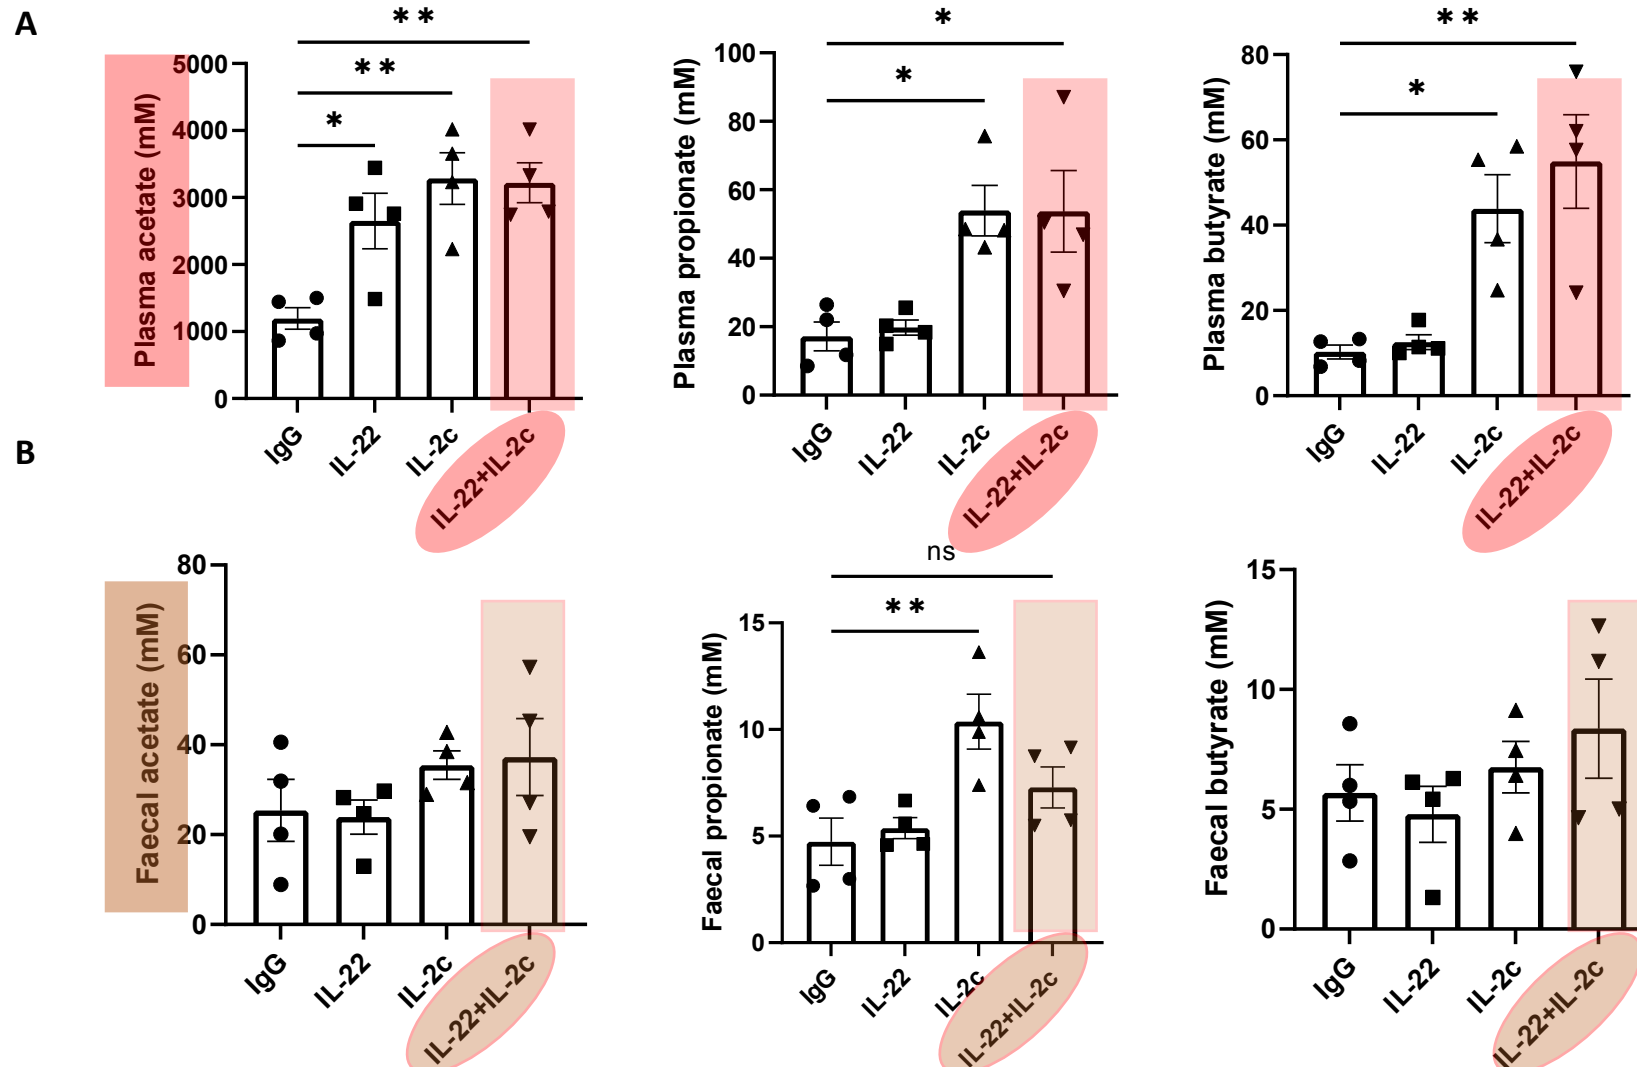 A
Plasma acetate (mM)
5000
4000
3000
2000
1000
0
* *
* *
*
IgG
IL-22
IL-2c
IL-22+IL-2c
Plasma propionate (mM)
100
80
60
40
20
0
*
*
IgG
IL-22
IL-2c
IL-22+IL-2c
Plasma butyrate (mM)
80
60
40
20
0
* *
*
IgG
IL-22
IL-2c
IL-22+IL-2c
B
Faecal acetate (mM)
80
60
40
20
0
IgG
IL-22
IL-2c
IL-22+IL-2c
Faecal propionate (mM)
15
10
5
0
ns
* *
IgG
IL-22
IL-2c
IL-22+IL-2c
Faecal butyrate (mM)
15
10
5
0
IgG
IL-22
IL-2c
IL-22+IL-2c